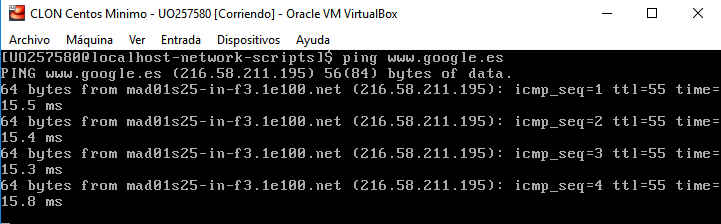 CLON Centos Minimo - UO257580 [Corriendo] - Oracle VM VirtualBox
Archivo Máquina Ver Entrada Dispositivos Ayuda
[UO257580@localhost-network-scripts]$ ping www.google.es
PING www.google.es (216.58.211.195) 56(84) bytes of data.
64 bytes from mad01s25-in-f3.1e100.net (216.58.211.195): icmp_seq=1 ttl=55 time=
15.5 ms
64 bytes from mad01s25-in-f3.1e100.net (216.58.211.195): icmp_seq=2 ttl=55 time=
15.4 ms
64 bytes from mad01s25-in-f3.1e100.net (216.58.211.195): icmp_seq=3 ttl=55 time=
15.3 ms
64 bytes from mad01s25-in-f3.1e100.net (216.58.211.195): icmp_seq=4 ttl=55 time=
15.8 ms